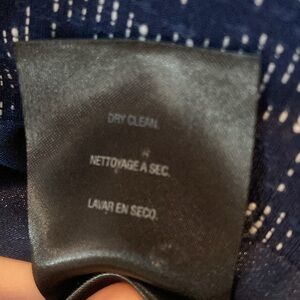 DRY CLEAN.
NETTOYAGE A SEC.
LAVAR EN SECO.